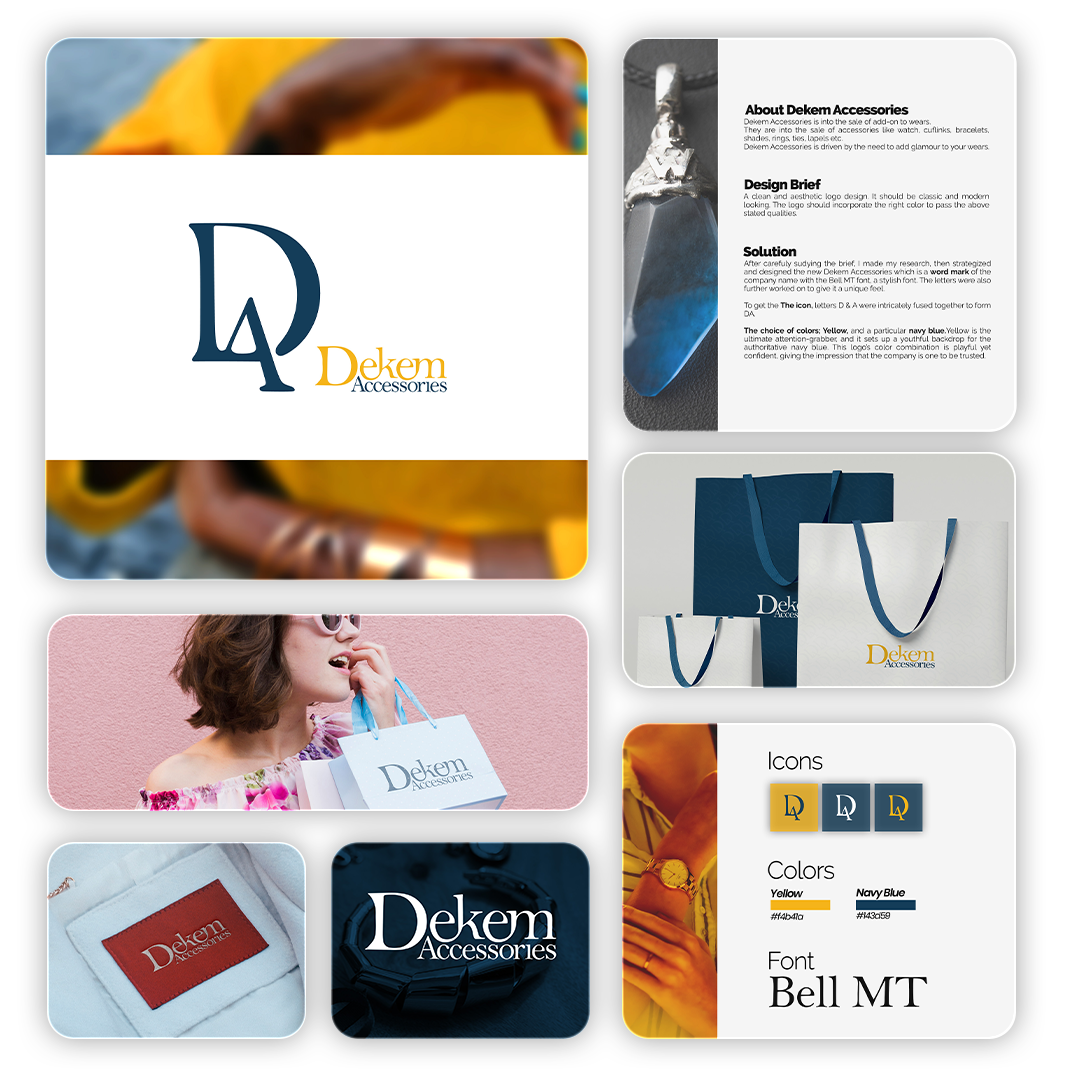 DA
Dekem
Accessories
About Dekem Accessories
Dekem Accessories is into the sale of add-on to wears.
They are into the sale of accessories like watch, cuflinks, bracelets,
shades, rings, ties, lapels etc.
Dekem Accessories is driven by the need to add glamour to your wears.
Design Brief
A clean and aesthetic logo design. It should be classic and modern
looking. The logo should incorporate the right color to pass the above
stated qualities.
Solution
After carefuly sudying the brief, I made my research, then strategized
and designed the new Dekem Accessories which is a word mark of the
company name with the Bell MT font, a stylish font. The letters were also
further worked on to give it a unique feel.
To get the The icon, letters D & A were intricately fused together to form
DA.
The choice of colors; Yellow, and a particular navy blue.Yellow is the
ultimate attention-grabber, and it sets up a youthful backdrop for the
authoritative navy blue. This logo's color combination is playful yet
confident, giving the impression that the company is one to be trusted.
Dekem
Accessories
Dekem
Accessories
Dekem
Accessories
Dekem
Accessories
Dekem
Accessories
Icons
DA DA DA
Colors
Yellow Navy Blue
#f4b41a #143d59
Font
Bell MT